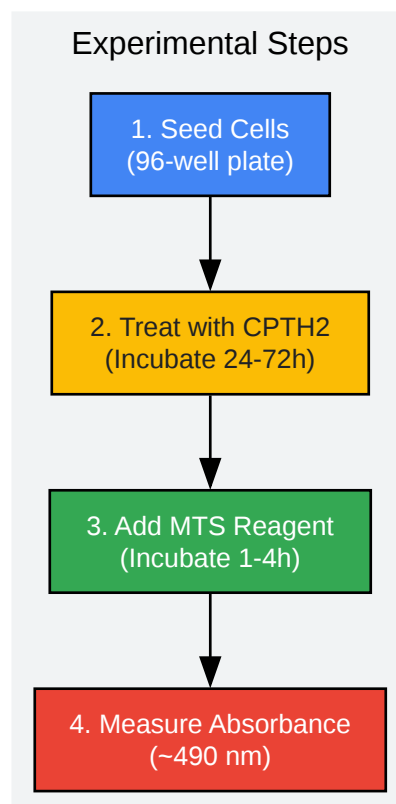 Experimental Steps
1. Seed Cells
(96-well plate)
2. Treat with CPTH2
(Incubate 24-72h)
3. Add MTS Reagent
(Incubate 1-4h)
4. Measure Absorbance
(~490 nm)